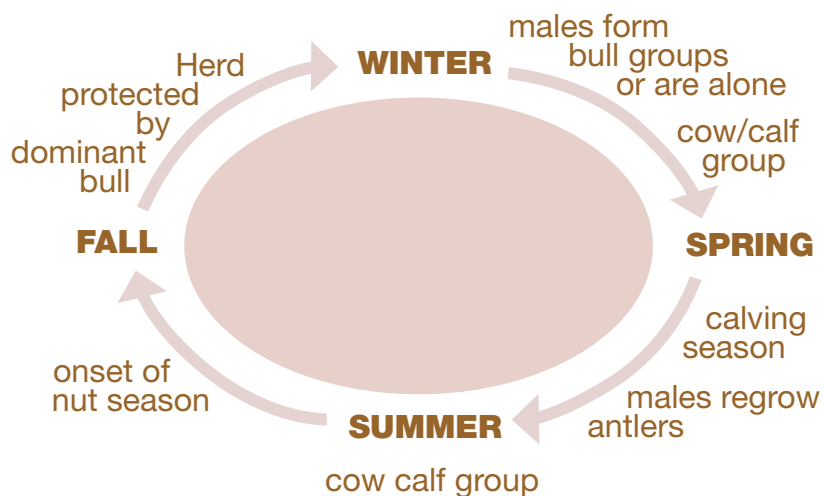 WINTER
males form
bull groups
or are alone
cow/calf
group
SPRING
calving
season
males regrow
antlers
SUMMER
cow calf group
onset of
nut season
FALL
Herd
protected
by
dominant
bull